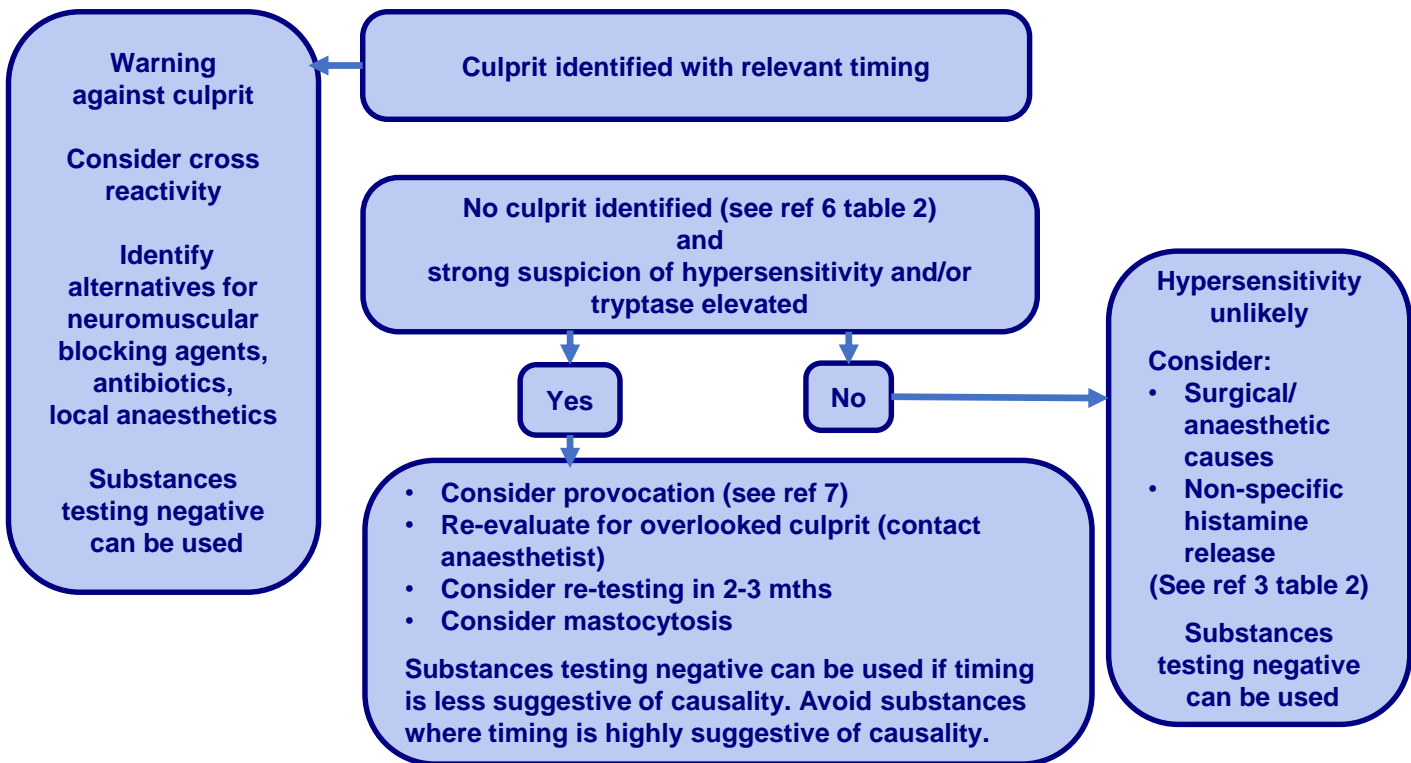 Warning
against culprit
Consider cross
reactivity
Identify
alternatives for
neuromuscular
blocking agents,
antibiotics,
local anaesthetics
Substances
testing negative
can be used
Culprit identified with relevant timing
No culprit identified (see ref 6 table 2)
and
strong suspicion of hypersensitivity and/or
tryptase elevated
Yes
No
• Consider provocation (see ref 7)
• Re-evaluate for overlooked culprit (contact
anaesthetist)
• Consider re-testing in 2-3 mths
• Consider mastocytosis
Substances testing negative can be used if timing
is less suggestive of causality. Avoid substances
where timing is highly suggestive of causality.
Hypersensitivity
unlikely
Consider:
• Surgical/
anaesthetic
causes
• Non-specific
histamine
release
(See ref 3 table 2)
Substances
testing negative
can be used